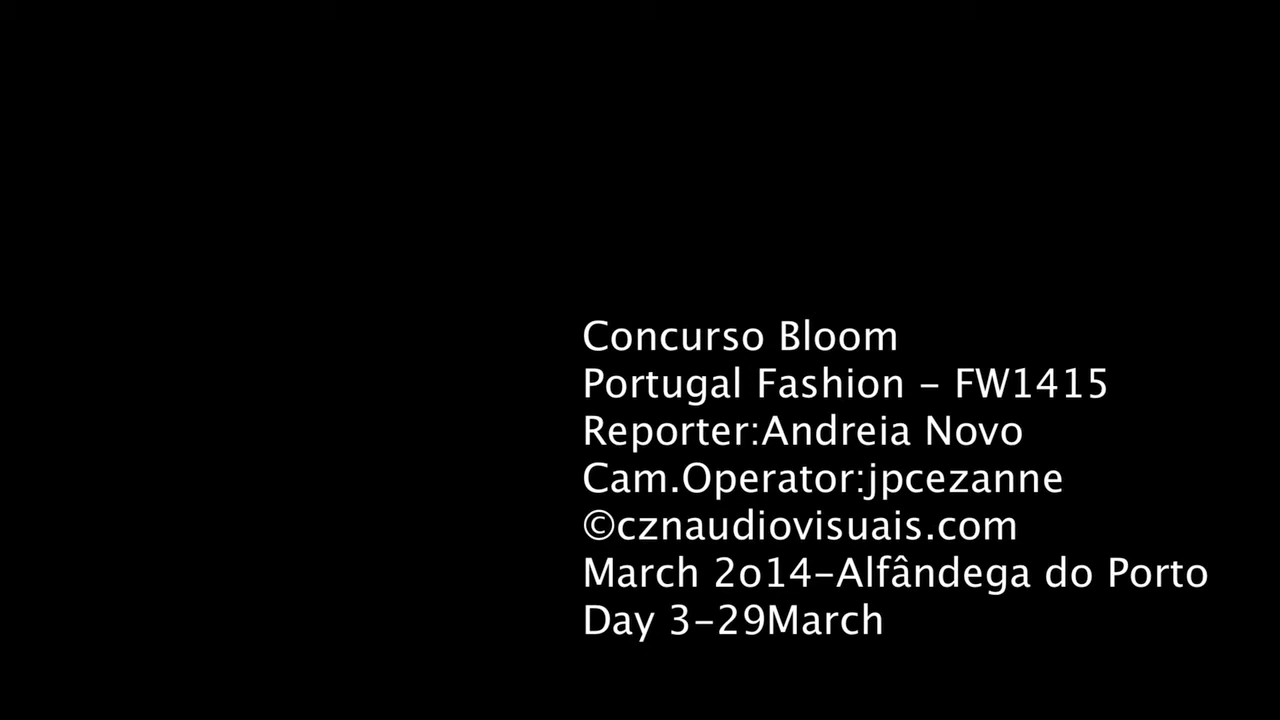 Concurso Bloom
Portugal Fashion - FW1415
Reporter:Andreia Novo
Cam.Operator:jpcezanne
©cznaudiovisuais.com
March 2o14-Alfândega do Porto
Day 3-29March